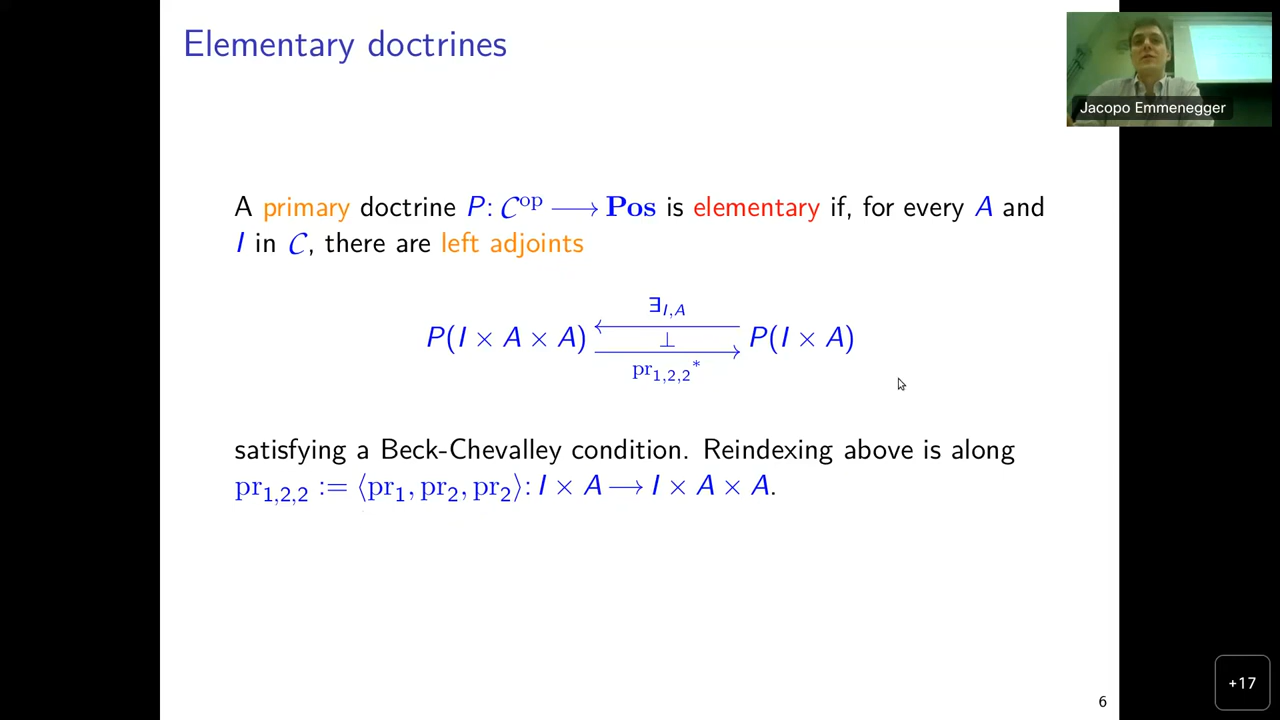 Elementary doctrines
Jacopo Emmenegger
A primary doctrine P: 𝒞^op ⟶ Pos is elementary if, for every A and
I in 𝒞, there are left adjoints
∃_{I,A}
P(I × A × A) ⊥ P(I × A)
pr_{1,2,2}*
satisfying a Beck-Chevalley condition. Reindexing above is along
pr_{1,2,2} := ⟨pr_1, pr_2, pr_2⟩: I × A ⟶ I × A × A.
+17
6